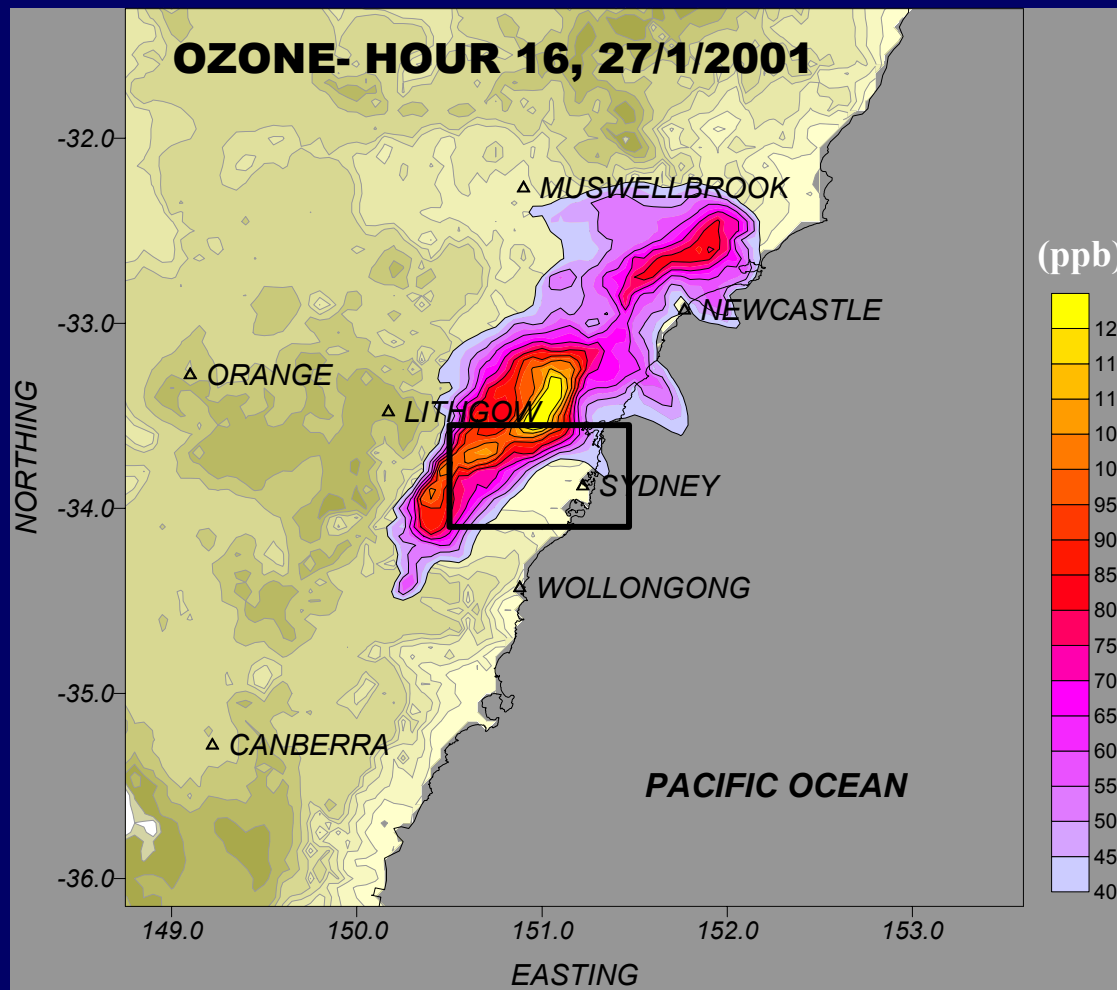 OZONE- HOUR 16, 27/1/2001
-32.0
MUSWELLBROOK
(ppb)
-33.0
NEWCASTLE
ORANGE
LITHGOW
SYDNEY
-34.0
WOLLONGONG
-35.0
CANBERRA
PACIFIC OCEAN
-36.0
NORTHING
12
11
11
10
10
95
90
85
80
75
70
65
60
55
50
45
40
149.0
150.0
151.0
152.0
153.0
EASTING